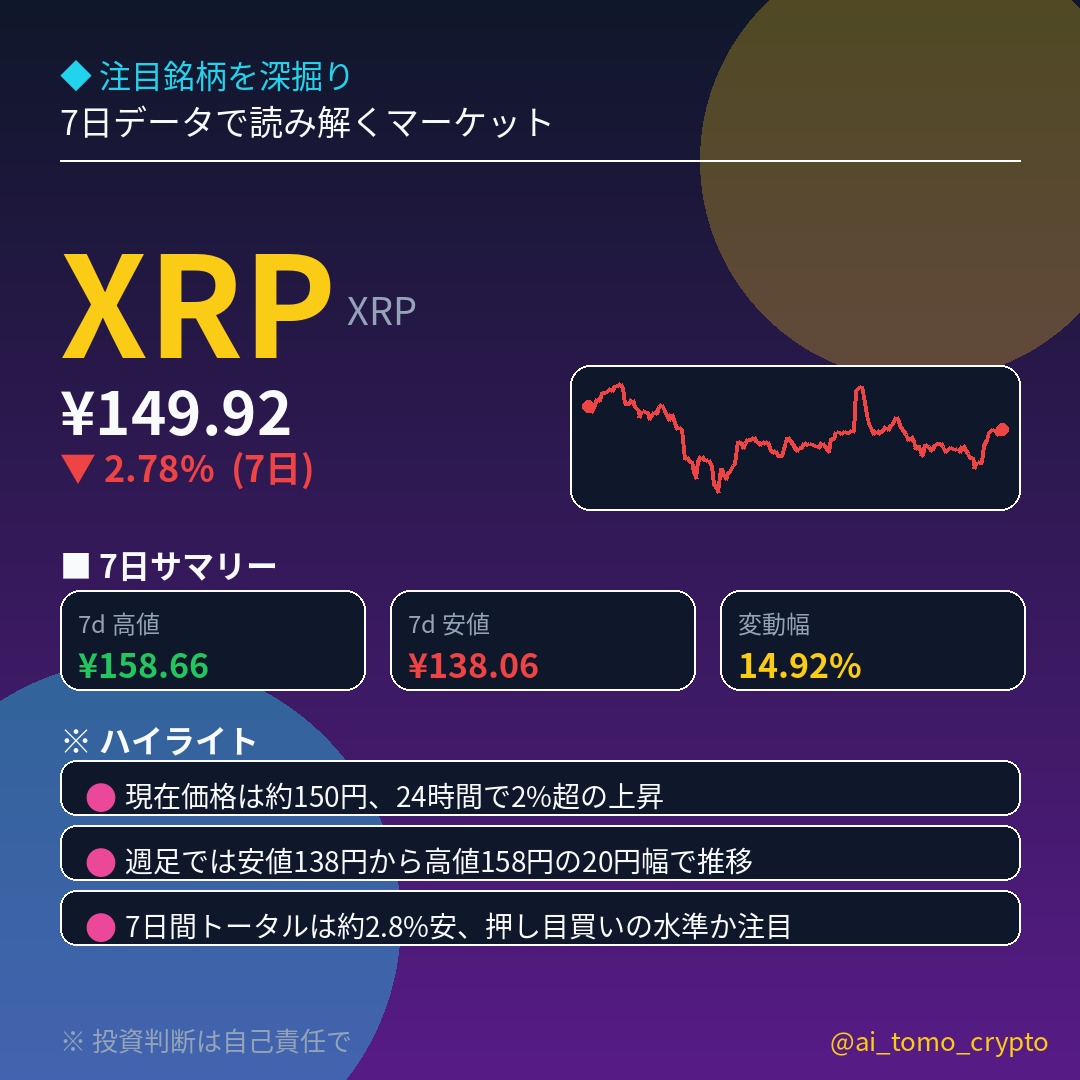 ◆ 注目銘柄を深掘り
7日データで読み解くマーケット
XRP XRP
¥149.92
▼ 2.78% (7日)
■ 7日サマリー
7d 高値 7d 安値 変動幅
¥158.66 ¥138.06 14.92%
※ ハイライト
● 現在価格は約150円、24時間で2%超の上昇
● 週足では安値138円から高値158円の20円幅で推移
● 7日間トータルは約2.8%安、押し目買いの水準か注目
※ 投資判断は自己責任で
@ai_tomo_crypto